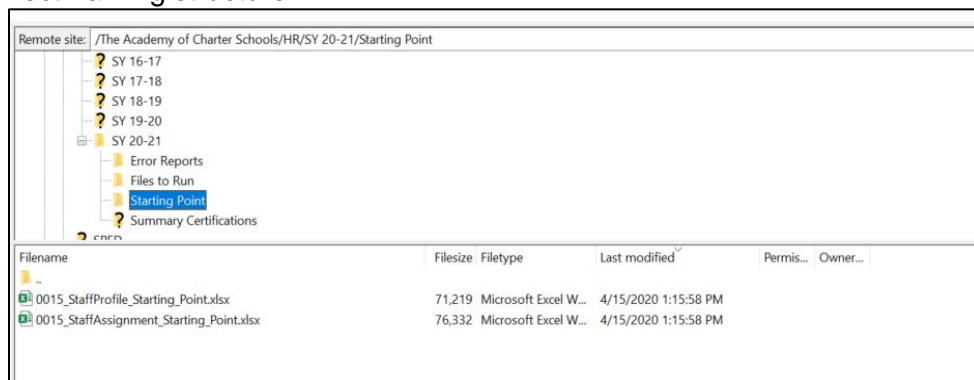 Remote site: /The Academy of Charter Schools/HR/SY 20-21/Starting Point
SY 16-17
SY 17-18
SY 18-19
SY 19-20
SY 20-21
Error Reports
Files to Run
Starting Point
Summary Certifications
Filename Filesize Filetype Last modified Permis... Owner...
..
0015_StaffProfile_Starting_Point.xlsx 71,219 Microsoft Excel W... 4/15/2020 1:15:58 PM
0015_StaffAssignment_Starting_Point.xlsx 76,332 Microsoft Excel W... 4/15/2020 1:15:58 PM